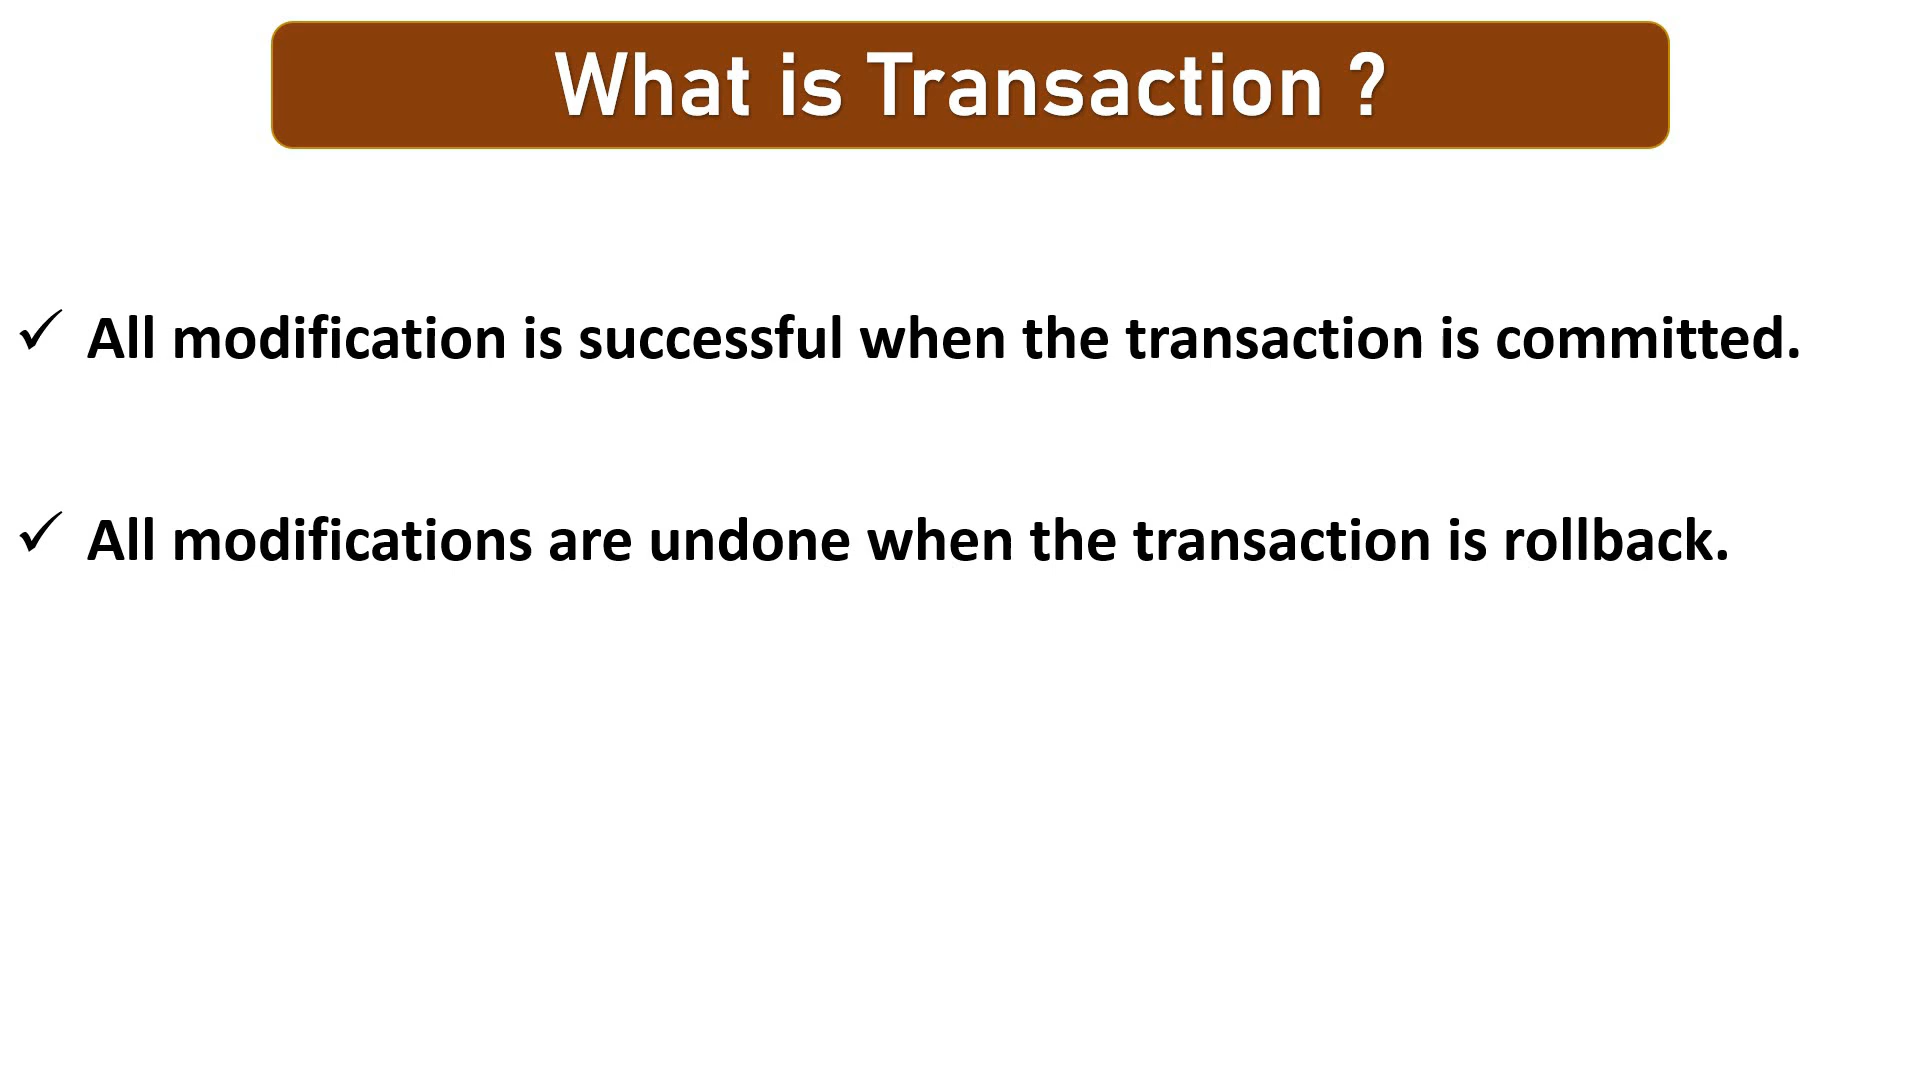 What is Transaction ?
✓ All modification is successful when the transaction is committed.
✓ All modifications are undone when the transaction is rollback.